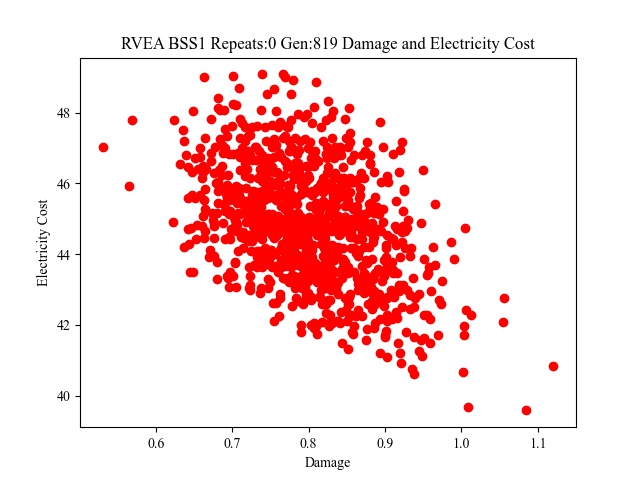 RVEA BSS1 Repeats:0 Gen:819 Damage and Electricity Cost
48
46
44
42
40
Electricity Cost
0.6 0.7 0.8 0.9 1.0 1.1
Damage